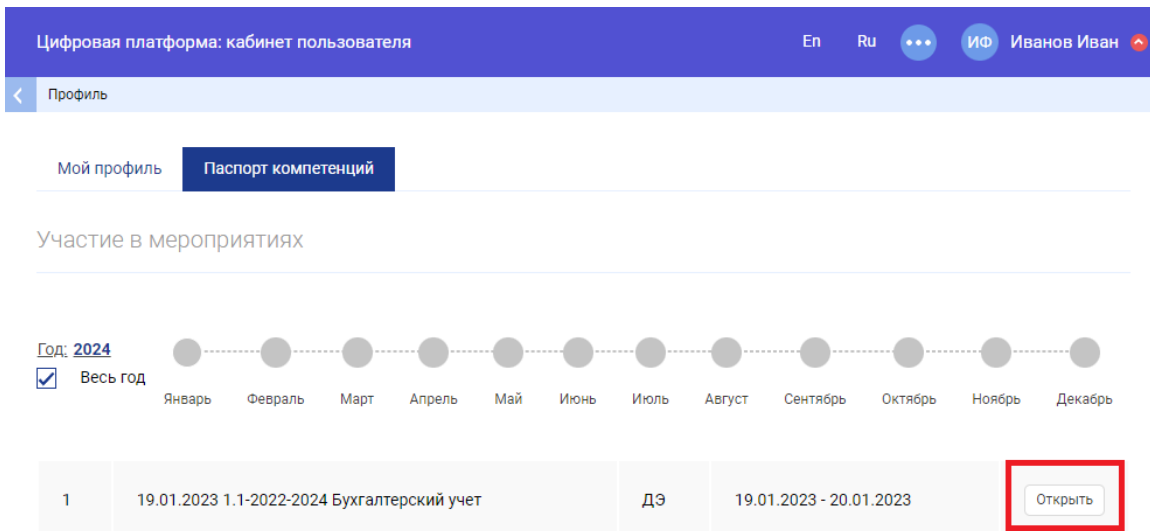 Цифровая платформа: кабинет пользователя En Ru ИФ Иванов Иван
Профиль
Мой профиль Паспорт компетенций
Участие в мероприятиях
Год: 2024
Весь год
Январь Февраль Март Апрель Май Июнь Июль Август Сентябрь Октябрь Ноябрь Декабрь
1 19.01.2023 1.1-2022-2024 Бухгалтерский учет ДЭ 19.01.2023 - 20.01.2023 Открыть